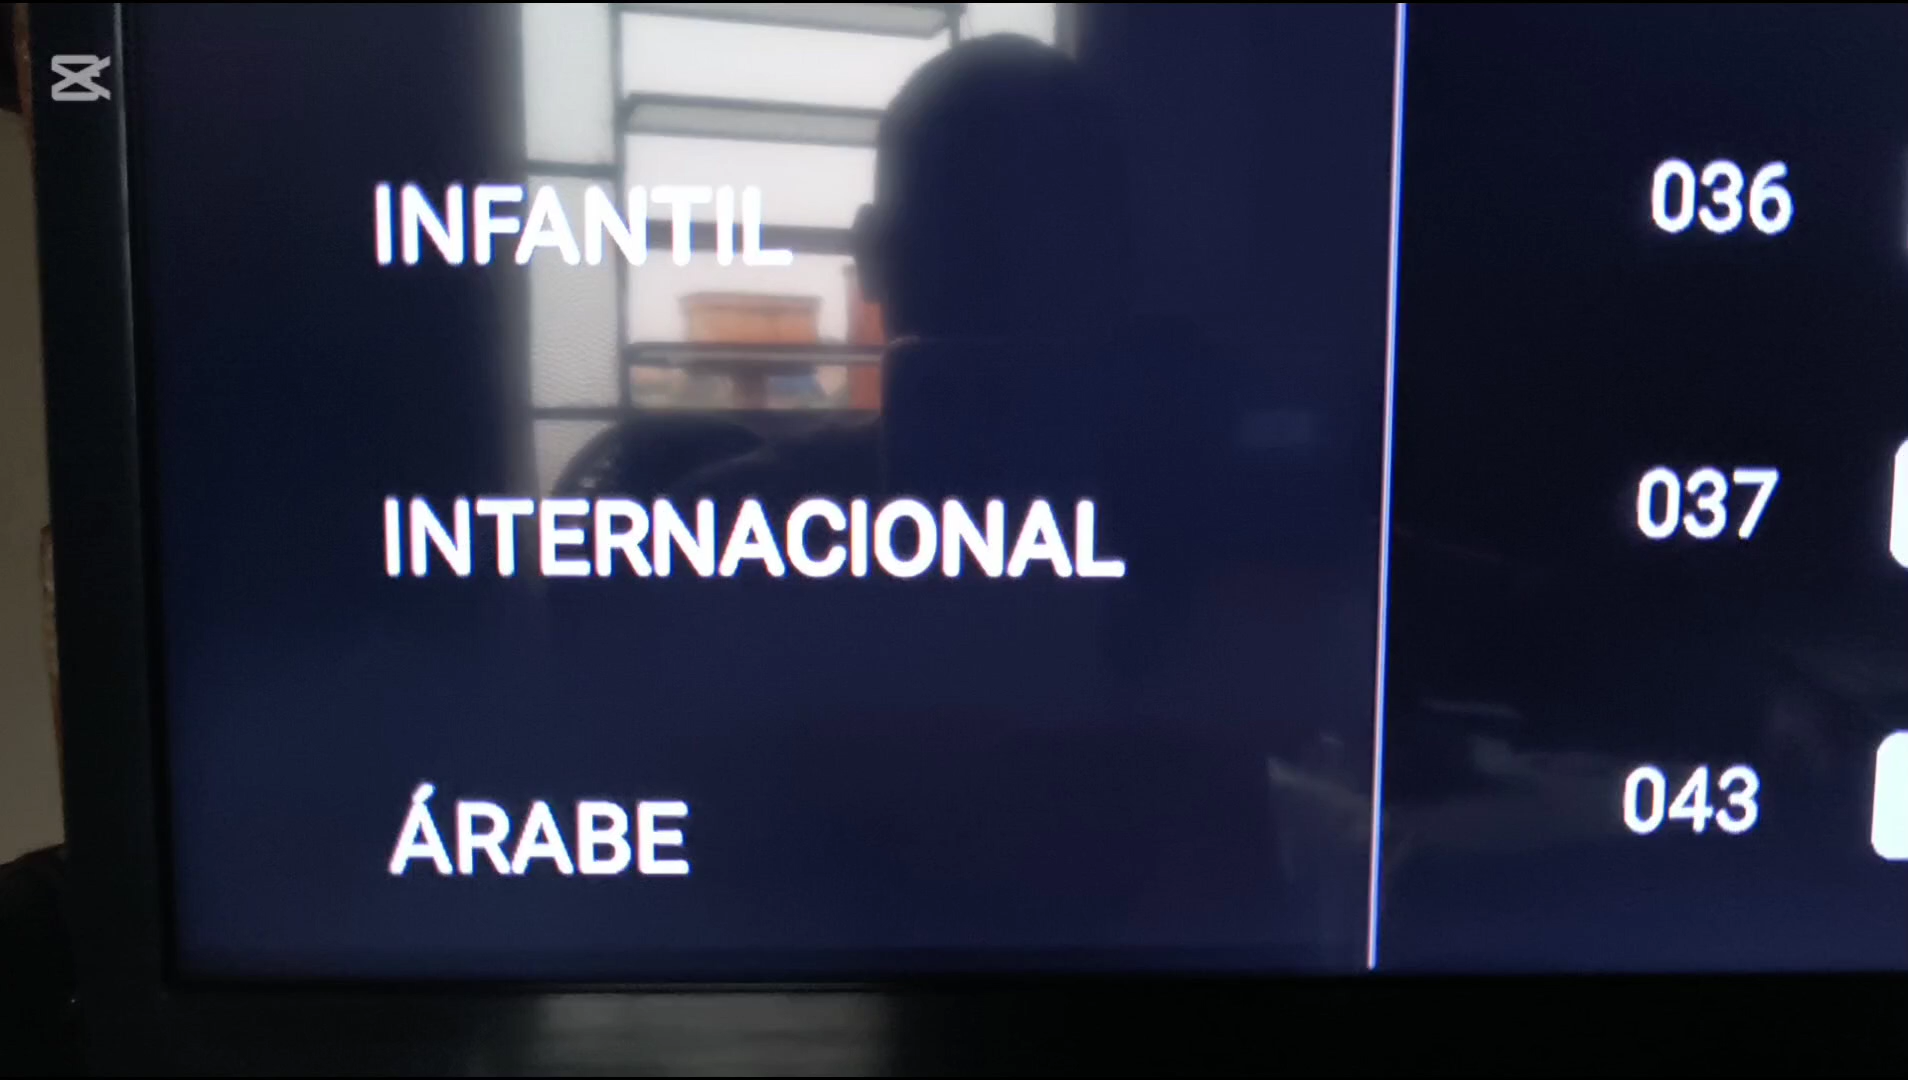 INFANTIL
036
INTERNACIONAL
037
ÁRABE
043